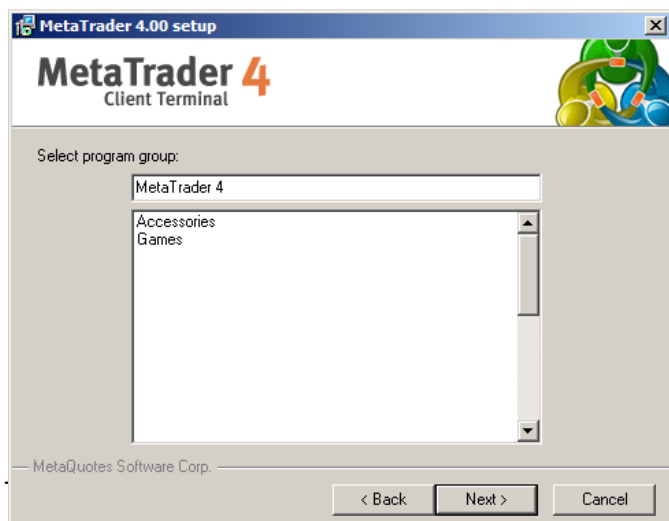 MetaTrader 4.00 setup
MetaTrader 4
Client Terminal
Select program group:
MetaTrader 4
Accessories
Games
MetaQuotes Software Corp.
< Back Next > Cancel